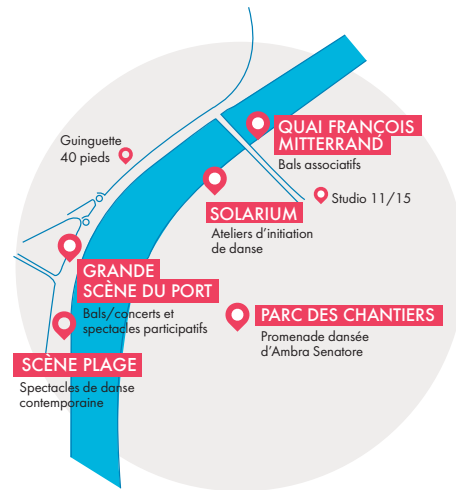 QUAI FRANÇOIS
MITTERRAND
Bals associatifs
Guinguette
40 pieds
Studio 11/15
SOLARIUM
Ateliers d’initiation
de danse
GRANDE
SCÈNE DU PORT
Bals/concerts et
spectacles participatifs
PARC DES CHANTIERS
Promenade dansée
d’Ambra Senatore
SCÈNE PLAGE
Spectacles de danse
contemporaine